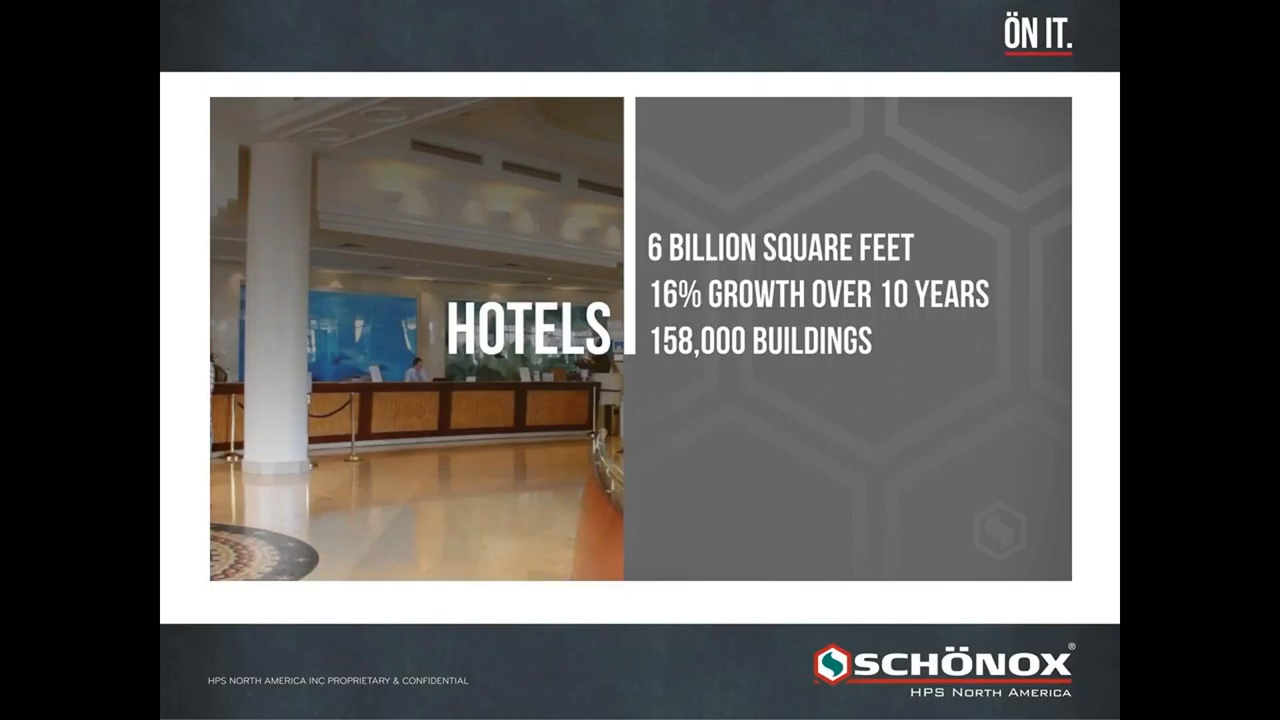 ÖN IT.
HOTELS
6 BILLION SQUARE FEET
16% GROWTH OVER 10 YEARS
158,000 BUILDINGS
HPS NORTH AMERICA INC PROPRIETARY & CONFIDENTIAL
SCHÖNOX®
HPS NORTH AMERICA